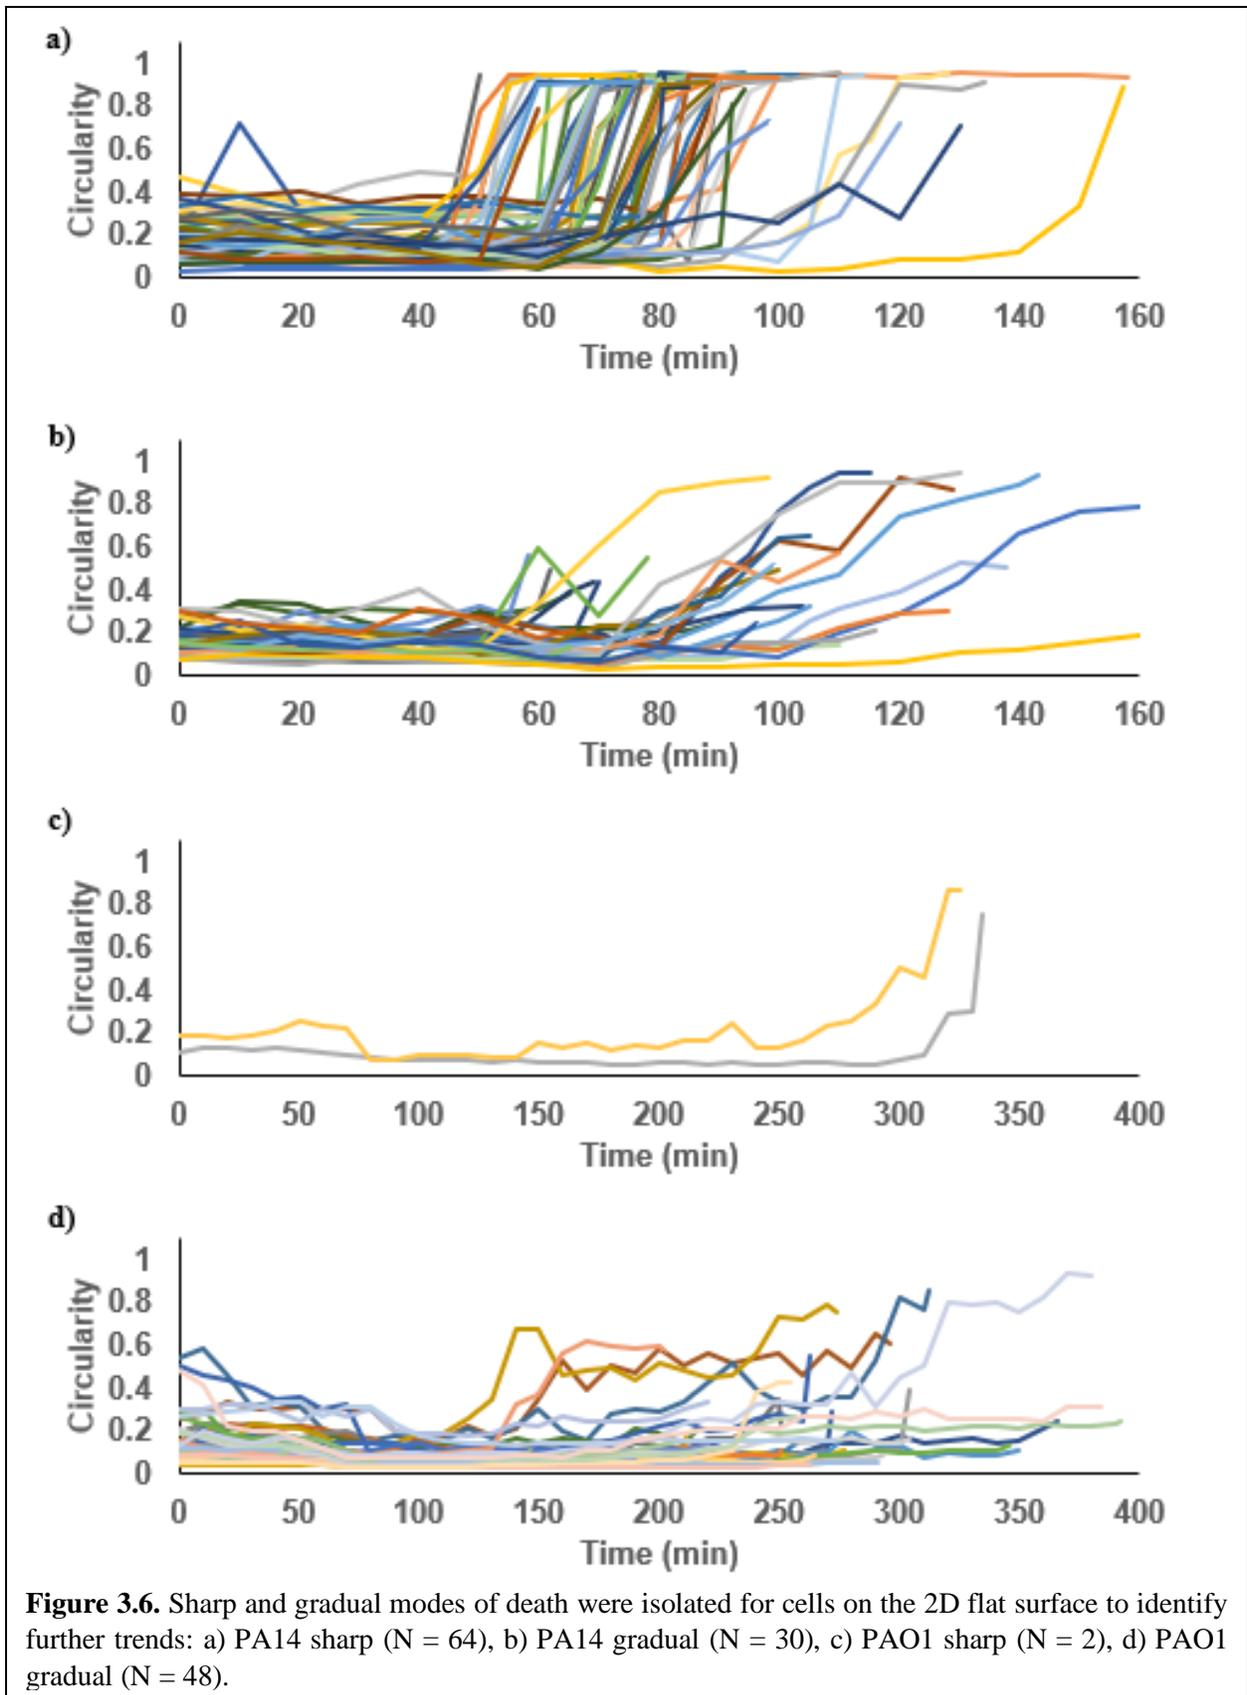 a)
1
0.8
0.6
0.4
0.2
0
Circularity
0 20 40 60 80 100 120 140 160
Time (min)
b)
1
0.8
0.6
0.4
0.2
0
Circularity
0 20 40 60 80 100 120 140 160
Time (min)
c)
1
0.8
0.6
0.4
0.2
0
Circularity
0 50 100 150 200 250 300 350 400
Time (min)
d)
1
0.8
0.6
0.4
0.2
0
Circularity
0 50 100 150 200 250 300 350 400
Time (min)
Figure 3.6. Sharp and gradual modes of death were isolated for cells on the 2D flat surface to identify
further trends: a) PA14 sharp (N = 64), b) PA14 gradual (N = 30), c) PAO1 sharp (N = 2), d) PAO1
gradual (N = 48).